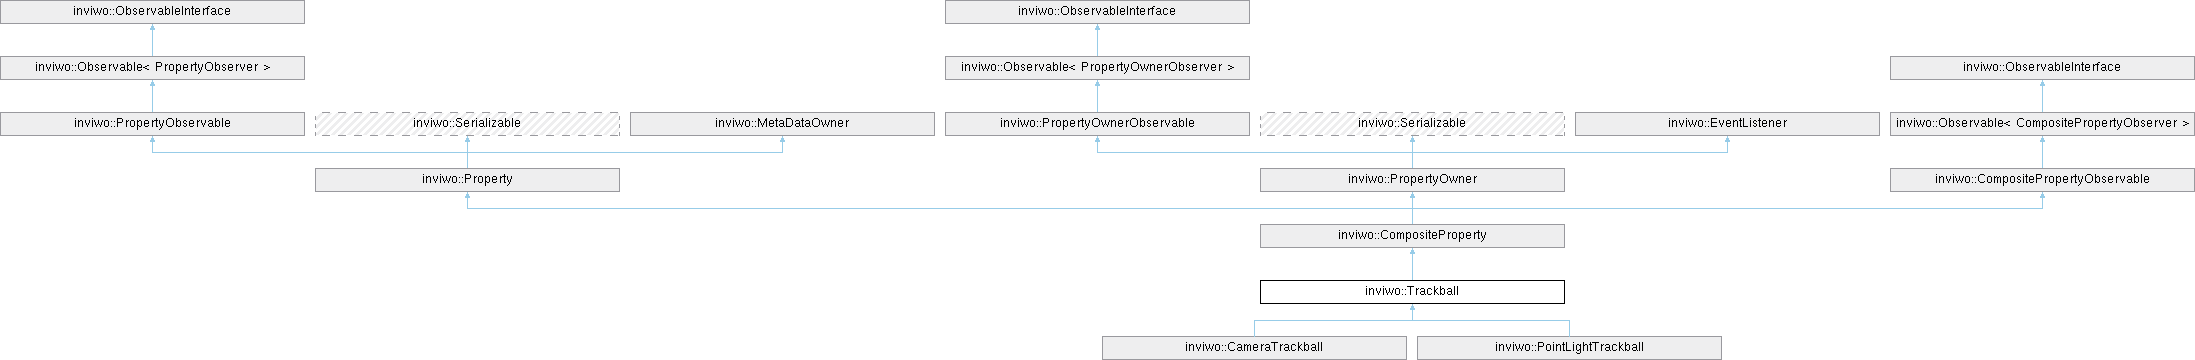 inviwo::ObservableInterface
inviwo::ObservableInterface
inviwo::Observable< PropertyObserver >
inviwo::Observable< PropertyOwnerObserver >
inviwo::ObservableInterface
inviwo::PropertyObservable
inviwo::Serializable
inviwo::MetaDataOwner
inviwo::PropertyOwnerObservable
inviwo::Serializable
inviwo::EventListener
inviwo::Observable< CompositePropertyObserver >
inviwo::Property
inviwo::PropertyOwner
inviwo::CompositePropertyObservable
inviwo::CompositeProperty
inviwo::Trackball
inviwo::CameraTrackball
inviwo::PointLightTrackball